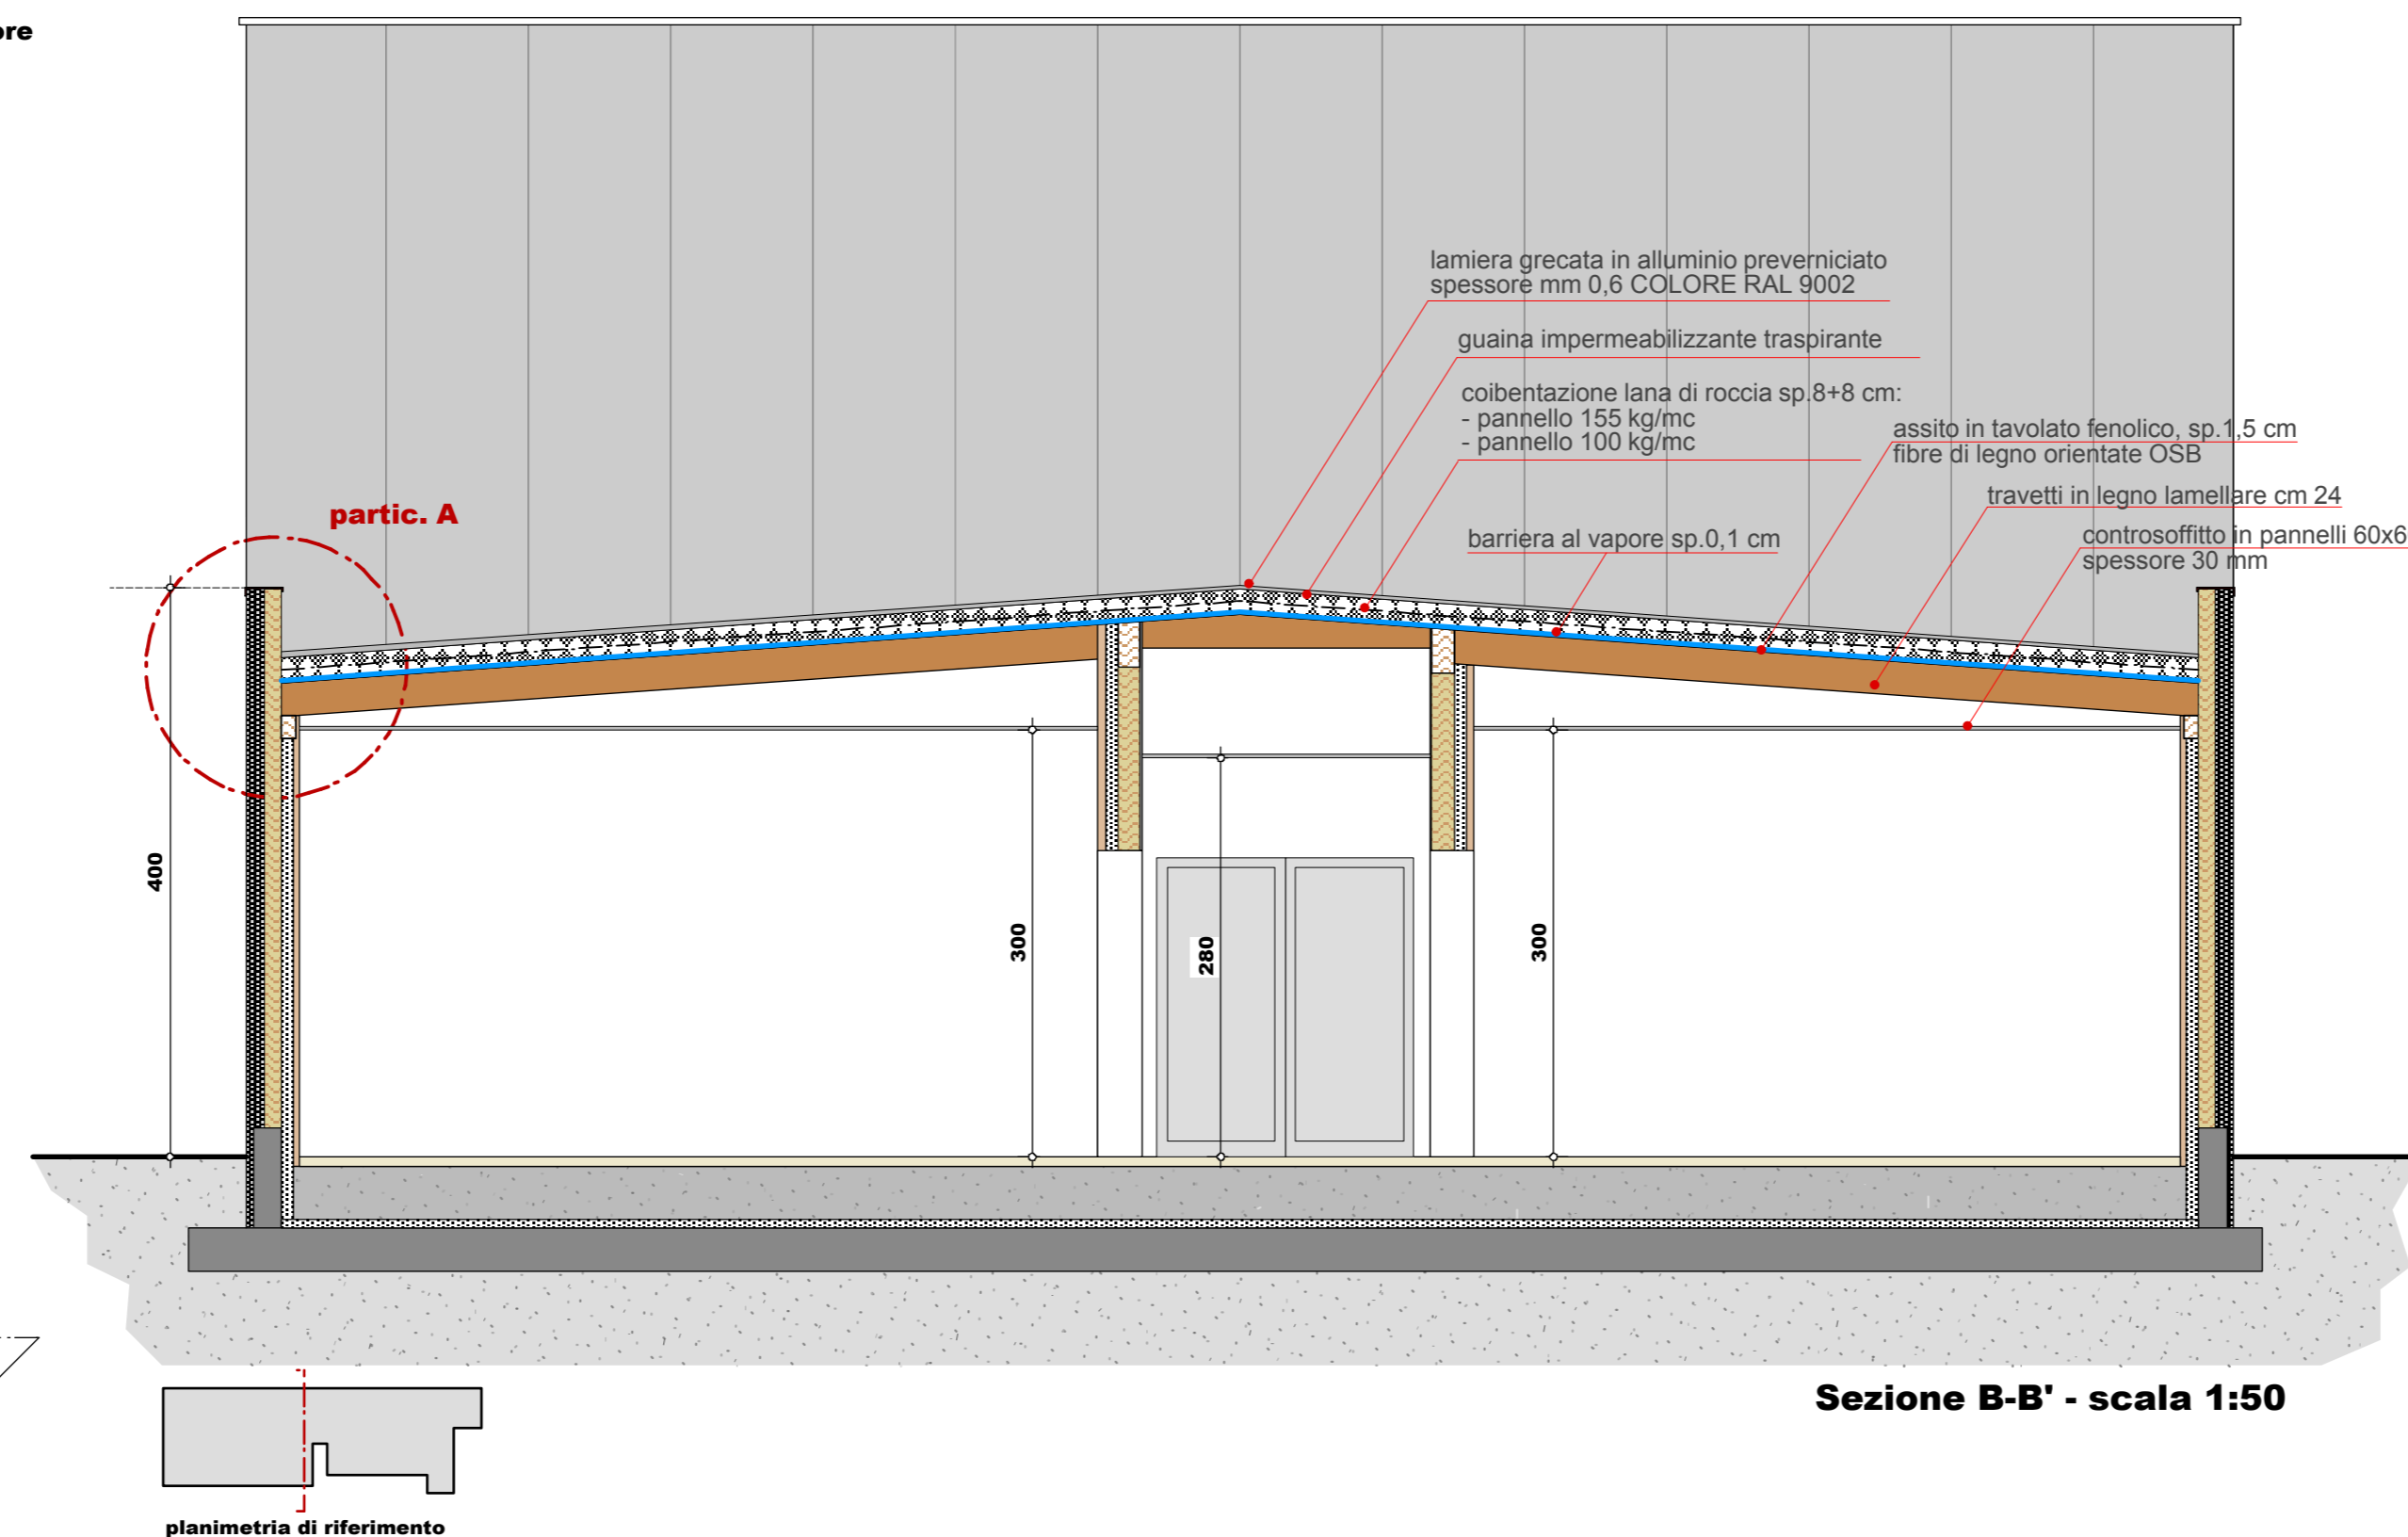 lamiera grecata in alluminio preverniciato
spessore mm 0,6 COLORE RAL 9002
guaina impermeabilizzante traspirante
coibentazione lana di roccia sp.8+8 cm:
- pannello 155 kg/mc
- pannello 100 kg/mc
assito in tavolato fenolico, sp.1,5 cm
fibre di legno orientate OSB
travetti in legno lamellare cm 24
partic. A
barriera al vapore sp.0,1 cm
controsoffitto in pannelli 60x6
spessore 30 mm
400
300
280
300
Sezione B-B' - scala 1:50
planimetria di riferimento